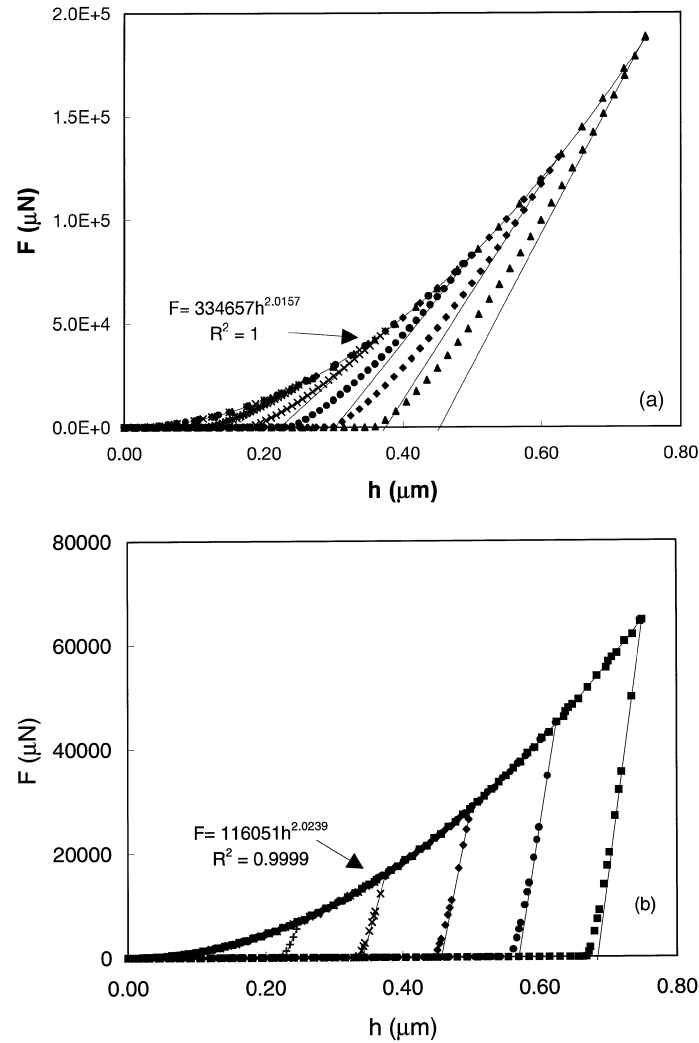 2.0E+5
1.5E+5
1.0E+5
5.0E+4
0.0E+0
F (μN)
F= 334657h^2.0157
R² = 1
(a)
0.00 0.20 0.40 0.60 0.80
h (μm)
80000
60000
40000
20000
0
F (μN)
F= 116051h^2.0239
R² = 0.9999
(b)
0.00 0.20 0.40 0.60 0.80
h (μm)